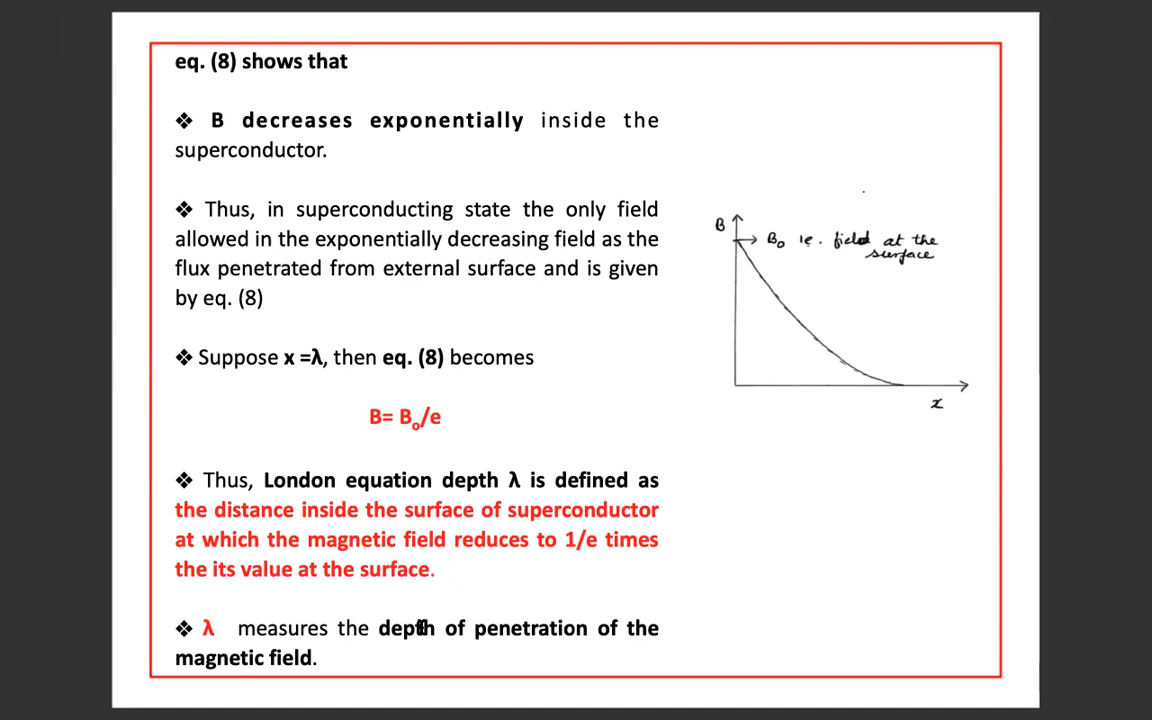 eq. (8) shows that
❖ B decreases exponentially inside the
superconductor.
❖ Thus, in superconducting state the only field
allowed in the exponentially decreasing field as the
flux penetrated from external surface and is given
by eq. (8)
❖ Suppose x =λ, then eq. (8) becomes
B= Bₒ/e
❖ Thus, London equation depth λ is defined as
the distance inside the surface of superconductor
at which the magnetic field reduces to 1/e times
the its value at the surface.
❖ λ measures the depth of penetration of the
magnetic field.
B
B₀ ie. field at the
surface
x